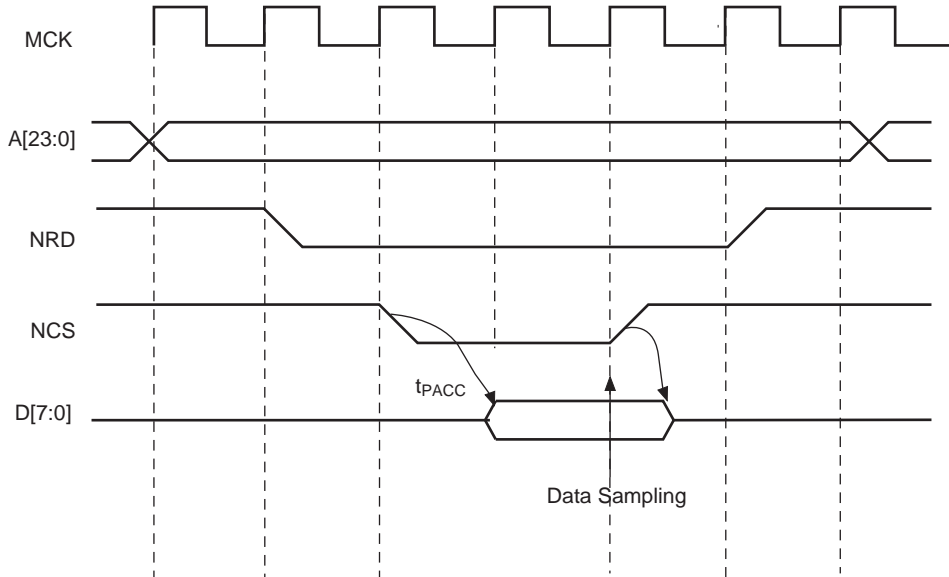 MCK
A[23:0]
NRD
NCS
tPACC
D[7:0]
Data Sampling